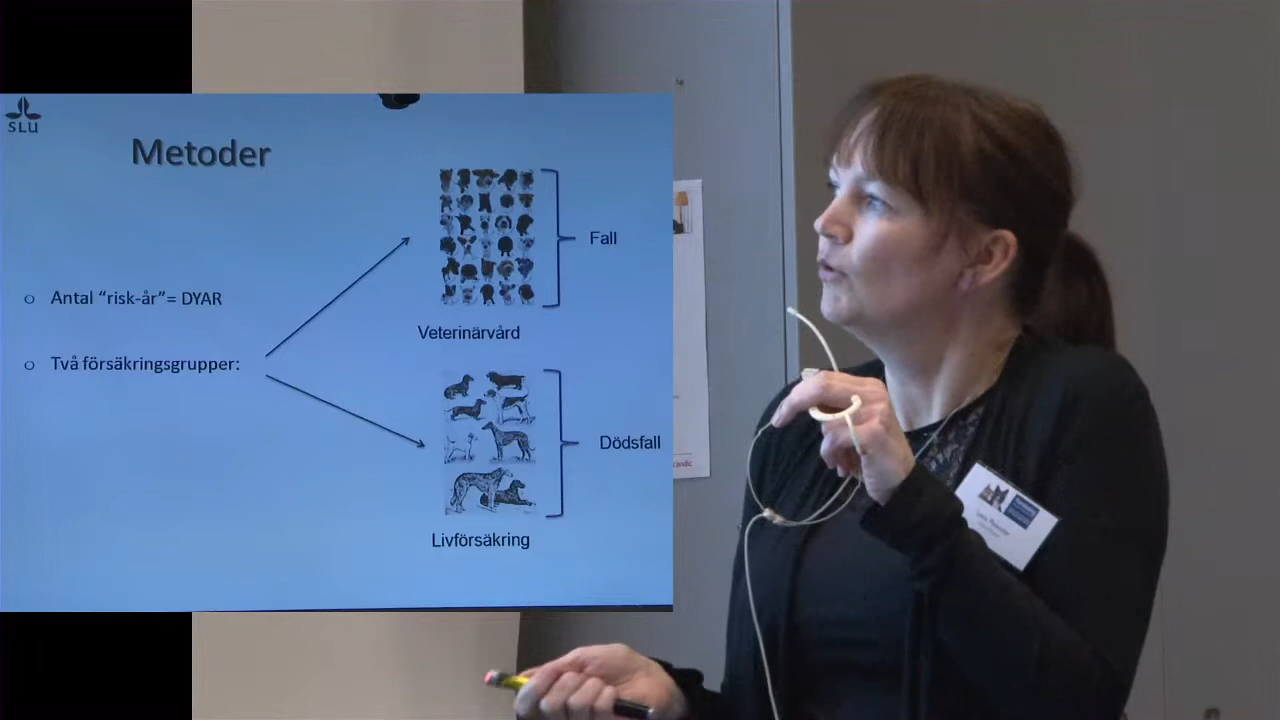 SLU
Metoder
Fall
o Antal “risk-år”= DYAR
Veterinärvård
o Två försäkringsgrupper:
Dödsfall
Livförsäkring